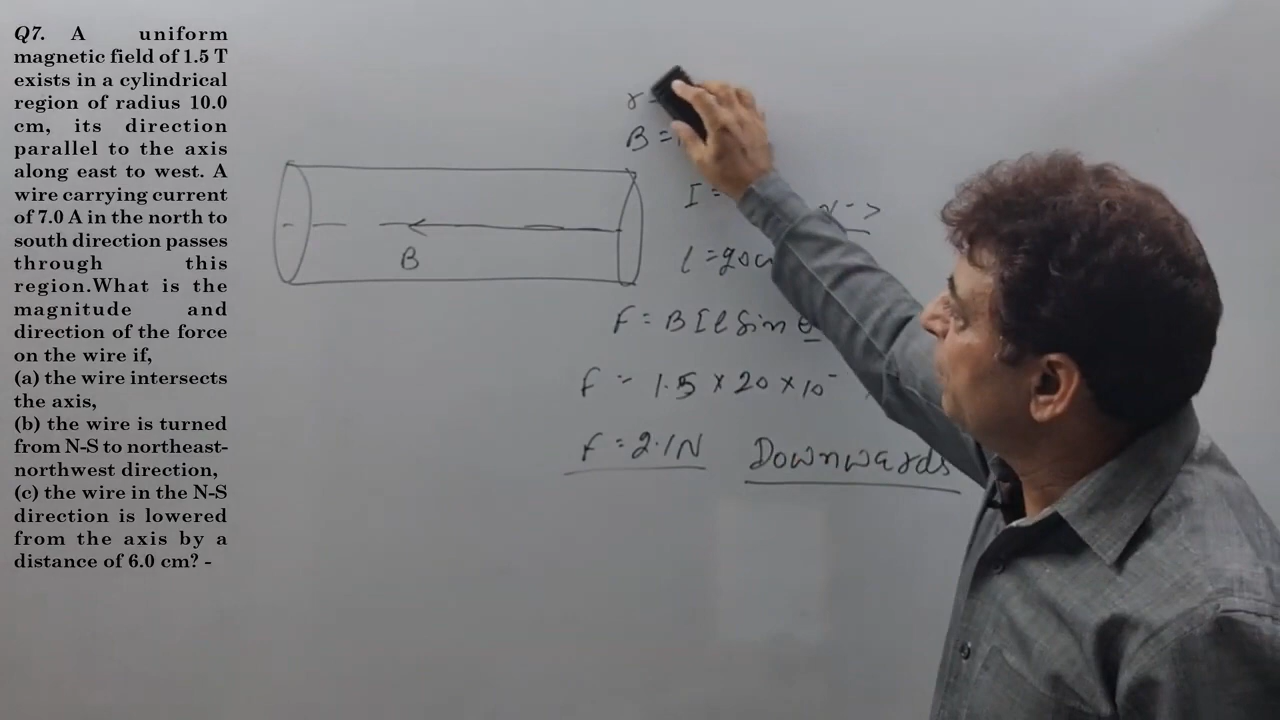 Q7. A uniform
magnetic field of 1.5 T
exists in a cylindrical
region of radius 10.0
cm, its direction
parallel to the axis
along east to west. A
wire carrying current
of 7.0 A in the north to
south direction passes
through this
region.What is the
magnitude and
direction of the force
on the wire if,
(a) the wire intersects
the axis,
(b) the wire is turned
from N-S to northeast-
northwest direction,
(c) the wire in the N-S
direction is lowered
from the axis by a
distance of 6.0 cm? -
B
r =
B =
I =
F = B I l Sin θ
F = 1.5 × 20 × 10⁻
F = 2.1N Downwards